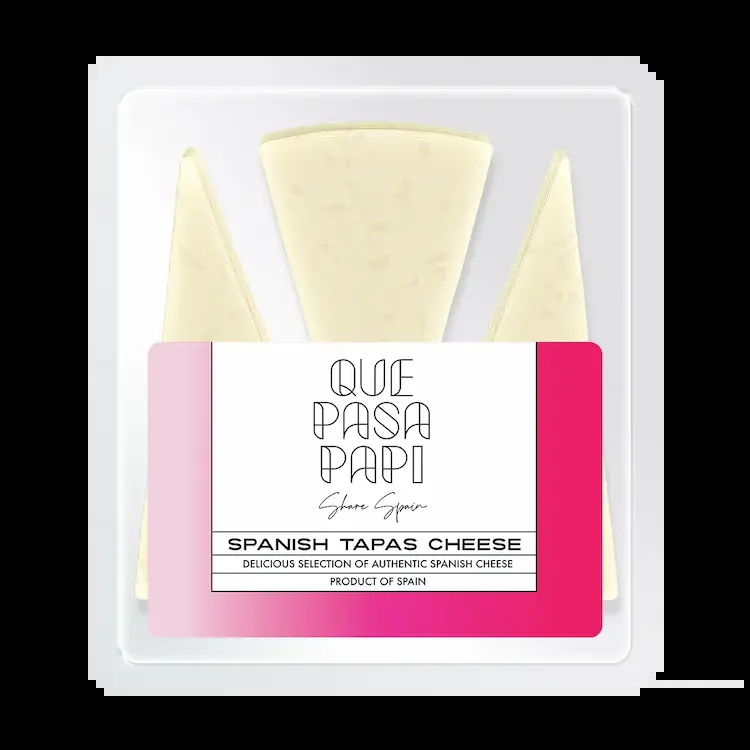 QUE
PASA
PAPI
Share Spain
SPANISH TAPAS CHEESE
DELICIOUS SELECTION OF AUTHENTIC SPANISH CHEESE
PRODUCT OF SPAIN